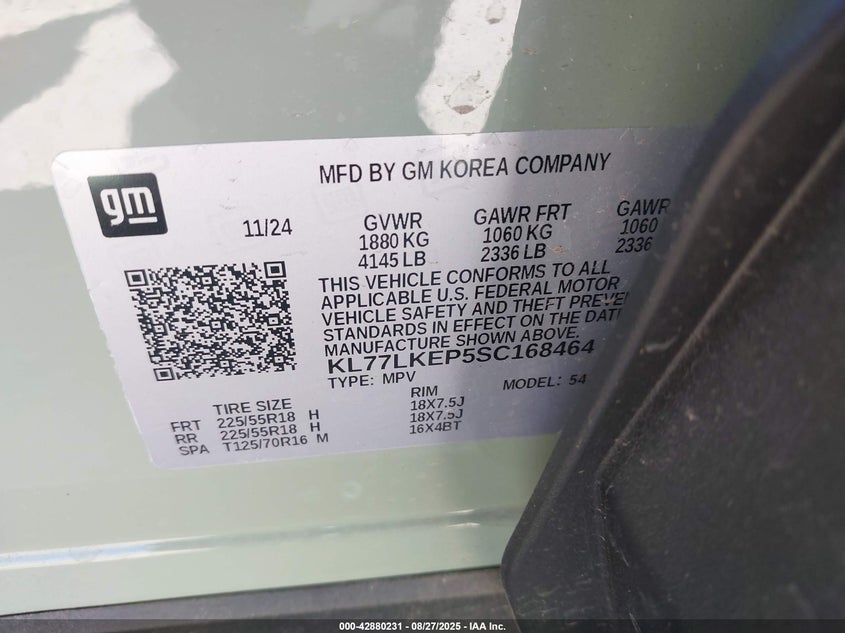 gm
MFD BY GM KOREA COMPANY
11/24
GVWR
1880 KG
4145 LB
GAWR FRT
1060 KG
2336 LB
GAWR
1060
2336
THIS VEHICLE CONFORMS TO ALL
APPLICABLE U.S. FEDERAL MOTOR
VEHICLE SAFETY AND THEFT PREVE
STANDARDS IN EFFECT ON THE DAT
MANUFACTURE SHOWN ABOVE.
KL77LKEP5SC168464
TYPE: MPV
MODEL: 54
TIRE SIZE RIM
FRT 225/55R18 H 18X7.5J
RR 225/55R18 H 18X7.5J
SPA T125/70R16 M 16X4BT
000-42880231 - 08/27/2025 - IAA Inc.